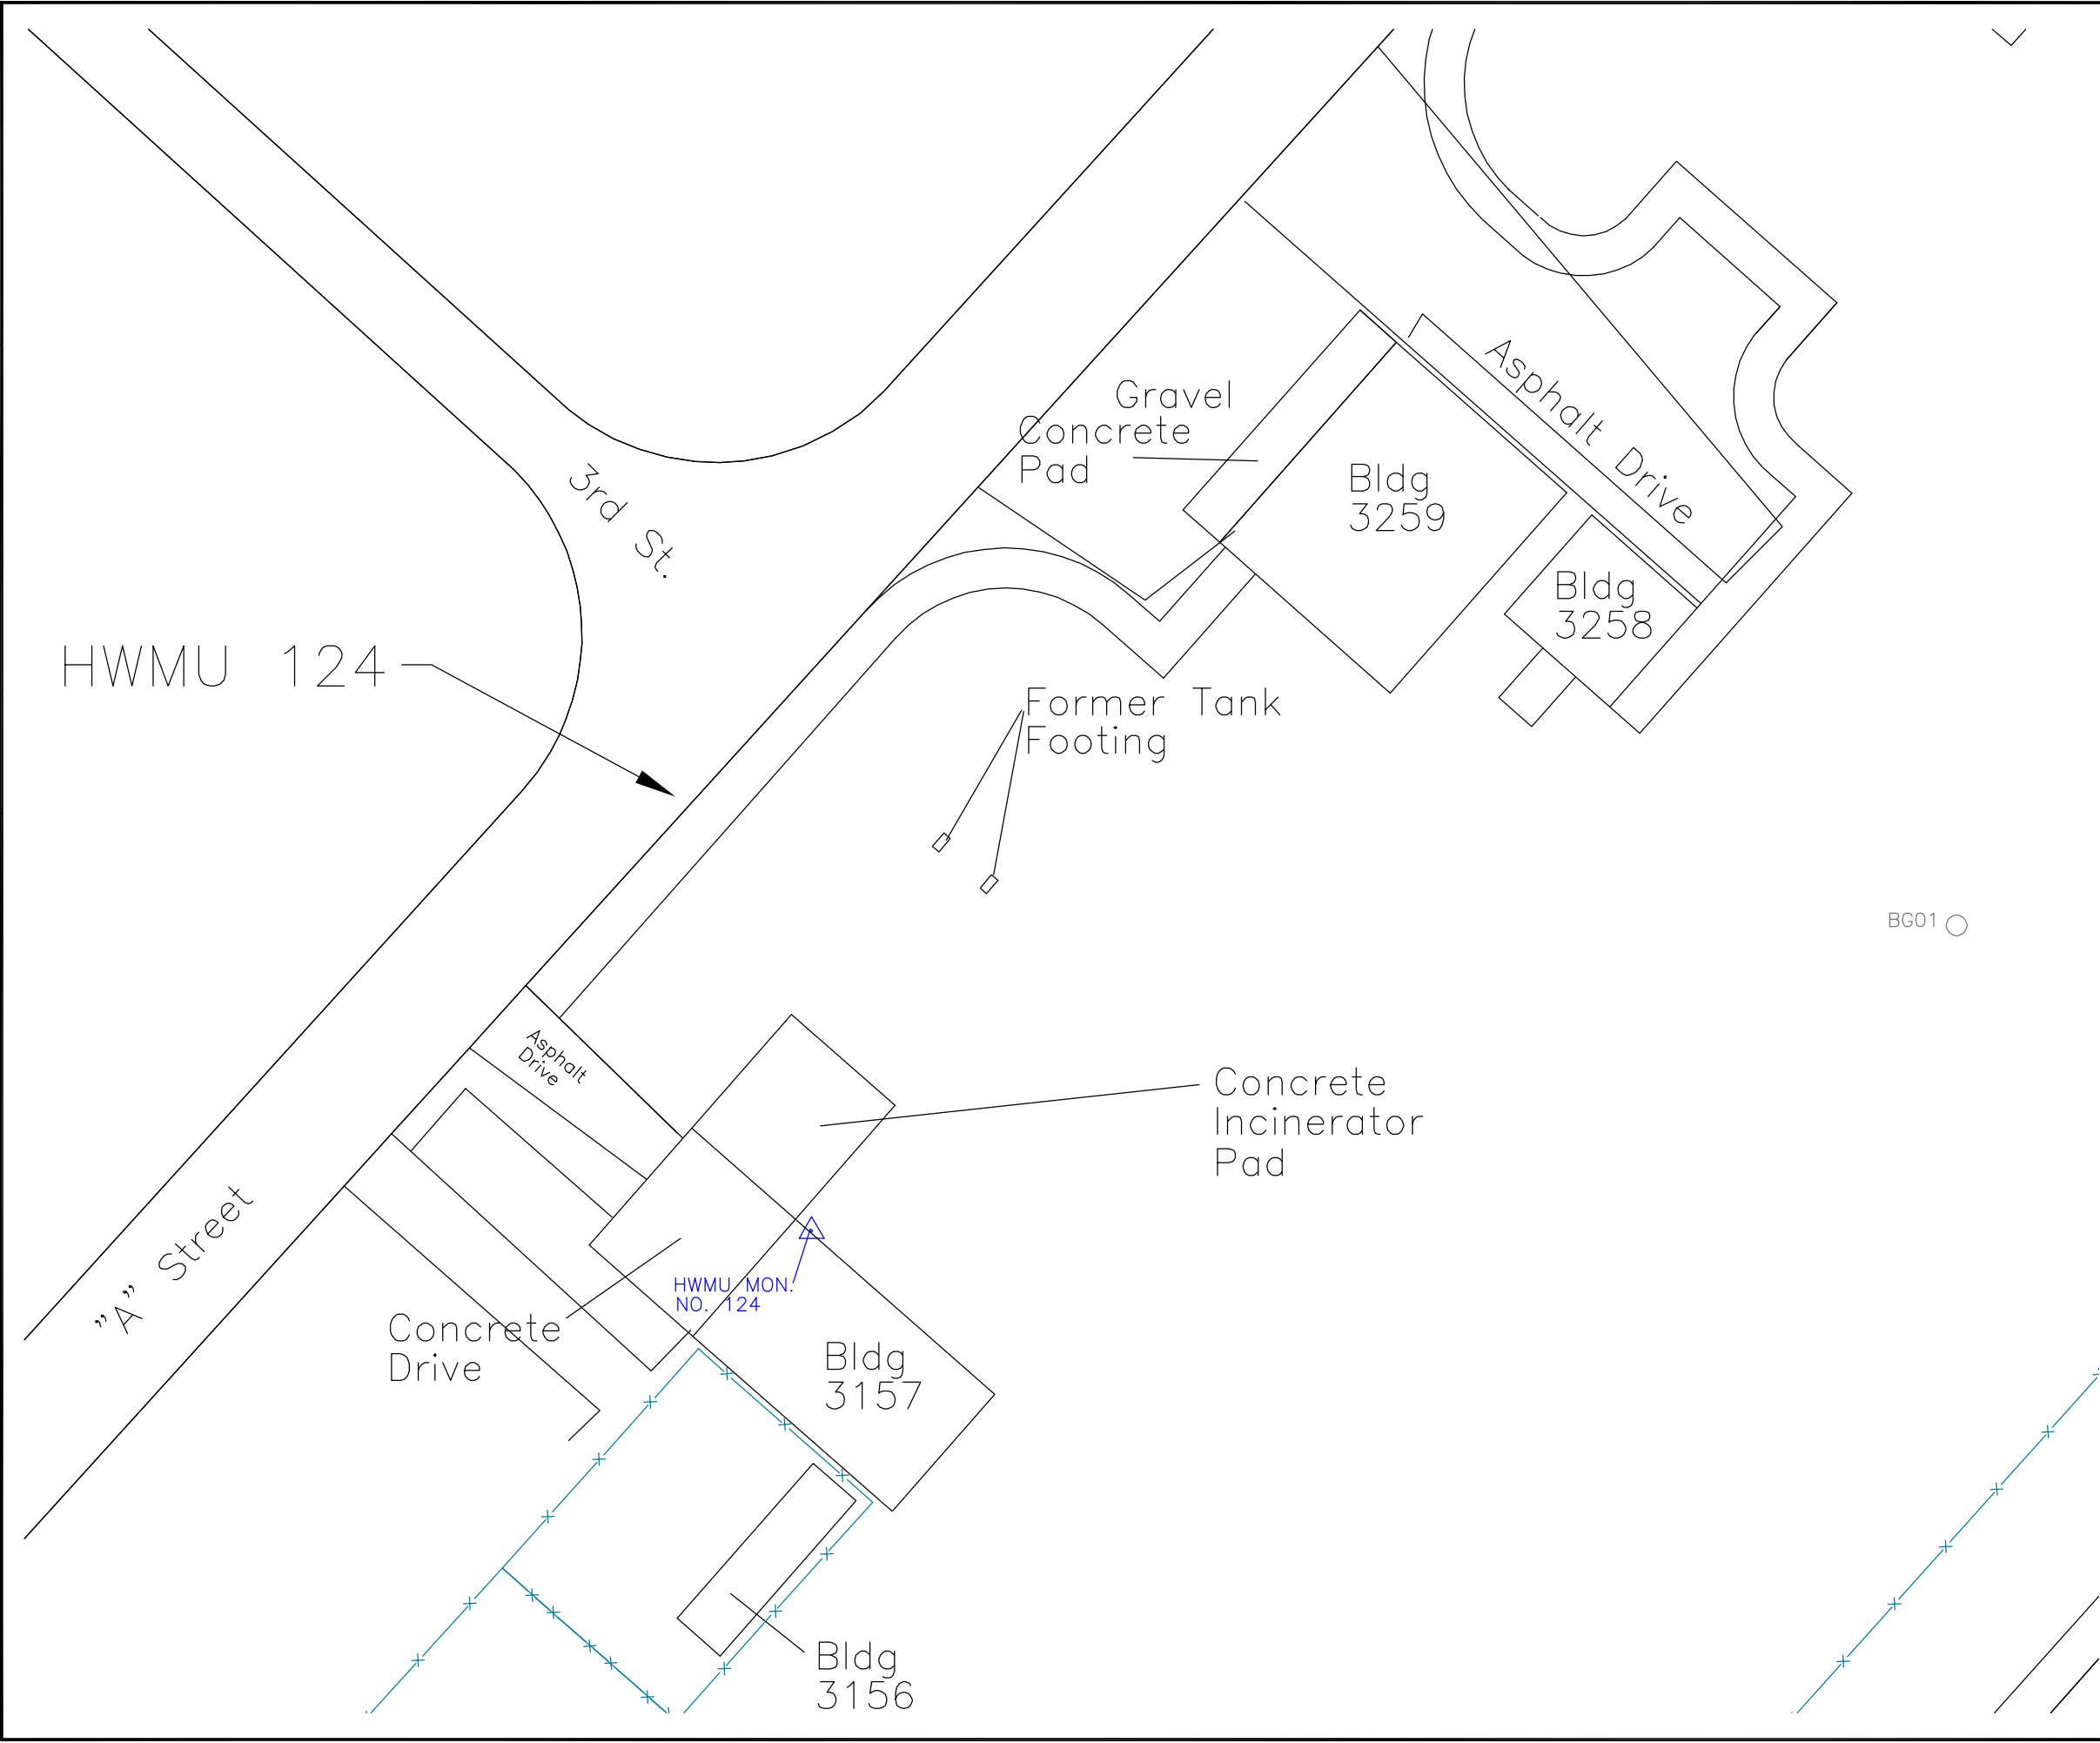 Asphalt Drive
Gravel
Concrete
Pad
Bldg
3259
3rd St.
Bldg
3258
HWMU 124
Former Tank
Footing
BG01
Asphalt
Drive
Concrete
Incinerator
Pad
"A" Street
HWMU MON.
NO. 124
Concrete
Drive
Bldg
3157
Bldg
3156